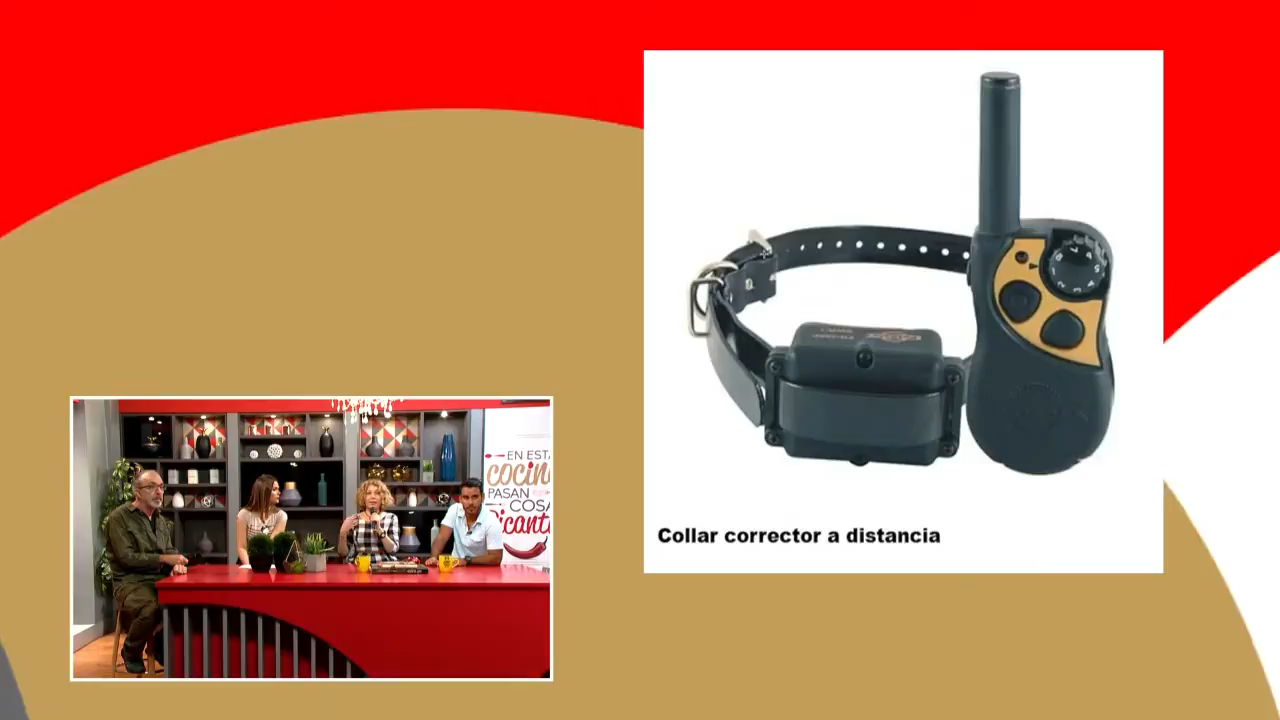 Collar corrector a distancia
EN ESTA
cocin
PASAN
COSA
Picant